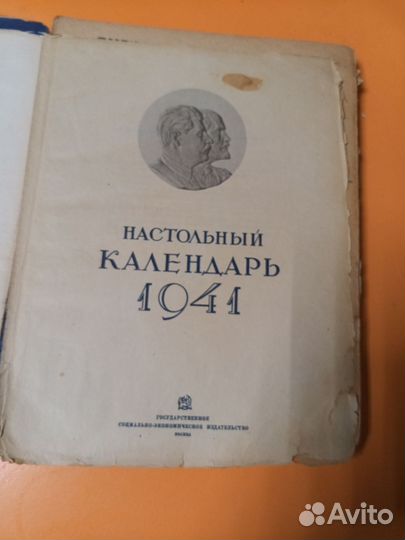 НАСТОЛЬНЫЙ
КАЛЕНДАРЬ
1941
ГОСУДАРСТВЕННОЕ
СОЦИАЛЬНО-ЭКОНОМИЧЕСКОЕ ИЗДАТЕЛЬСТВО
МОСКВА
Avito